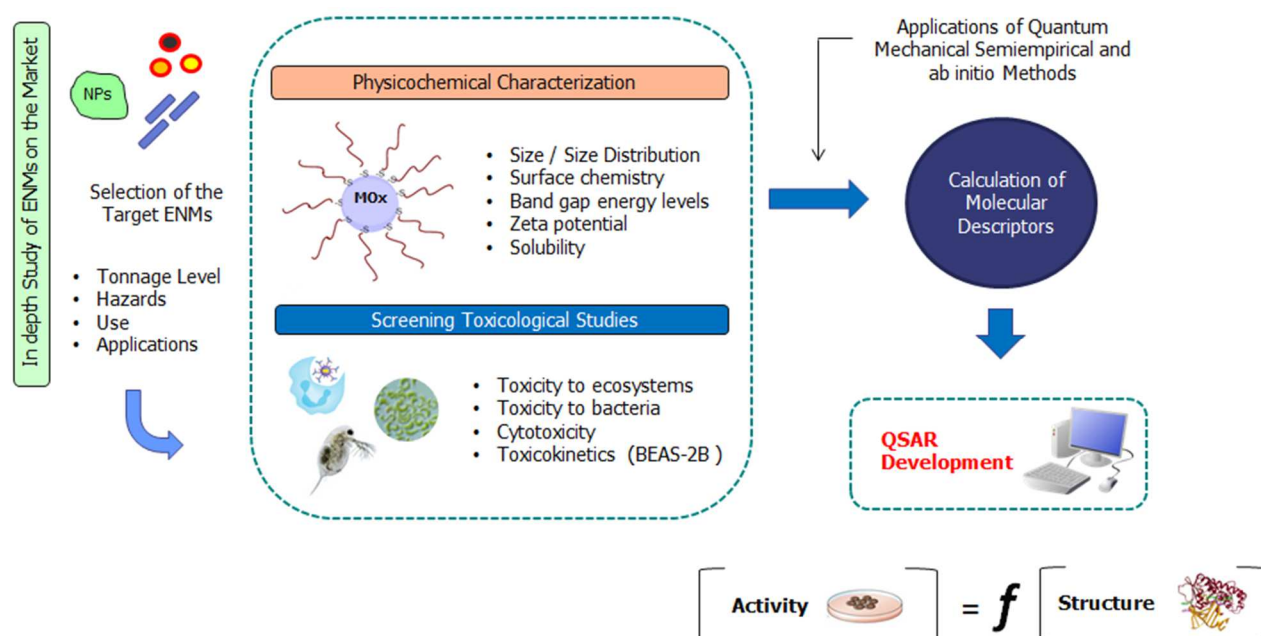 In depth Study of ENMs on the Market
NPs
Selection of the
Target ENMs
• Tonnage Level
• Hazards
• Use
• Applications
Physicochemical Characterization
MOx
S
S
S
S
S
S
S
S
S
S
• Size / Size Distribution
• Surface chemistry
• Band gap energy levels
• Zeta potential
• Solubility
Screening Toxicological Studies
• Toxicity to ecosystems
• Toxicity to bacteria
• Cytotoxicity
• Toxicokinetics (BEAS-2B )
Applications of Quantum
Mechanical Semiempirical and
ab initio Methods
Calculation of
Molecular
Descriptors
QSAR
Development
Activity = f Structure